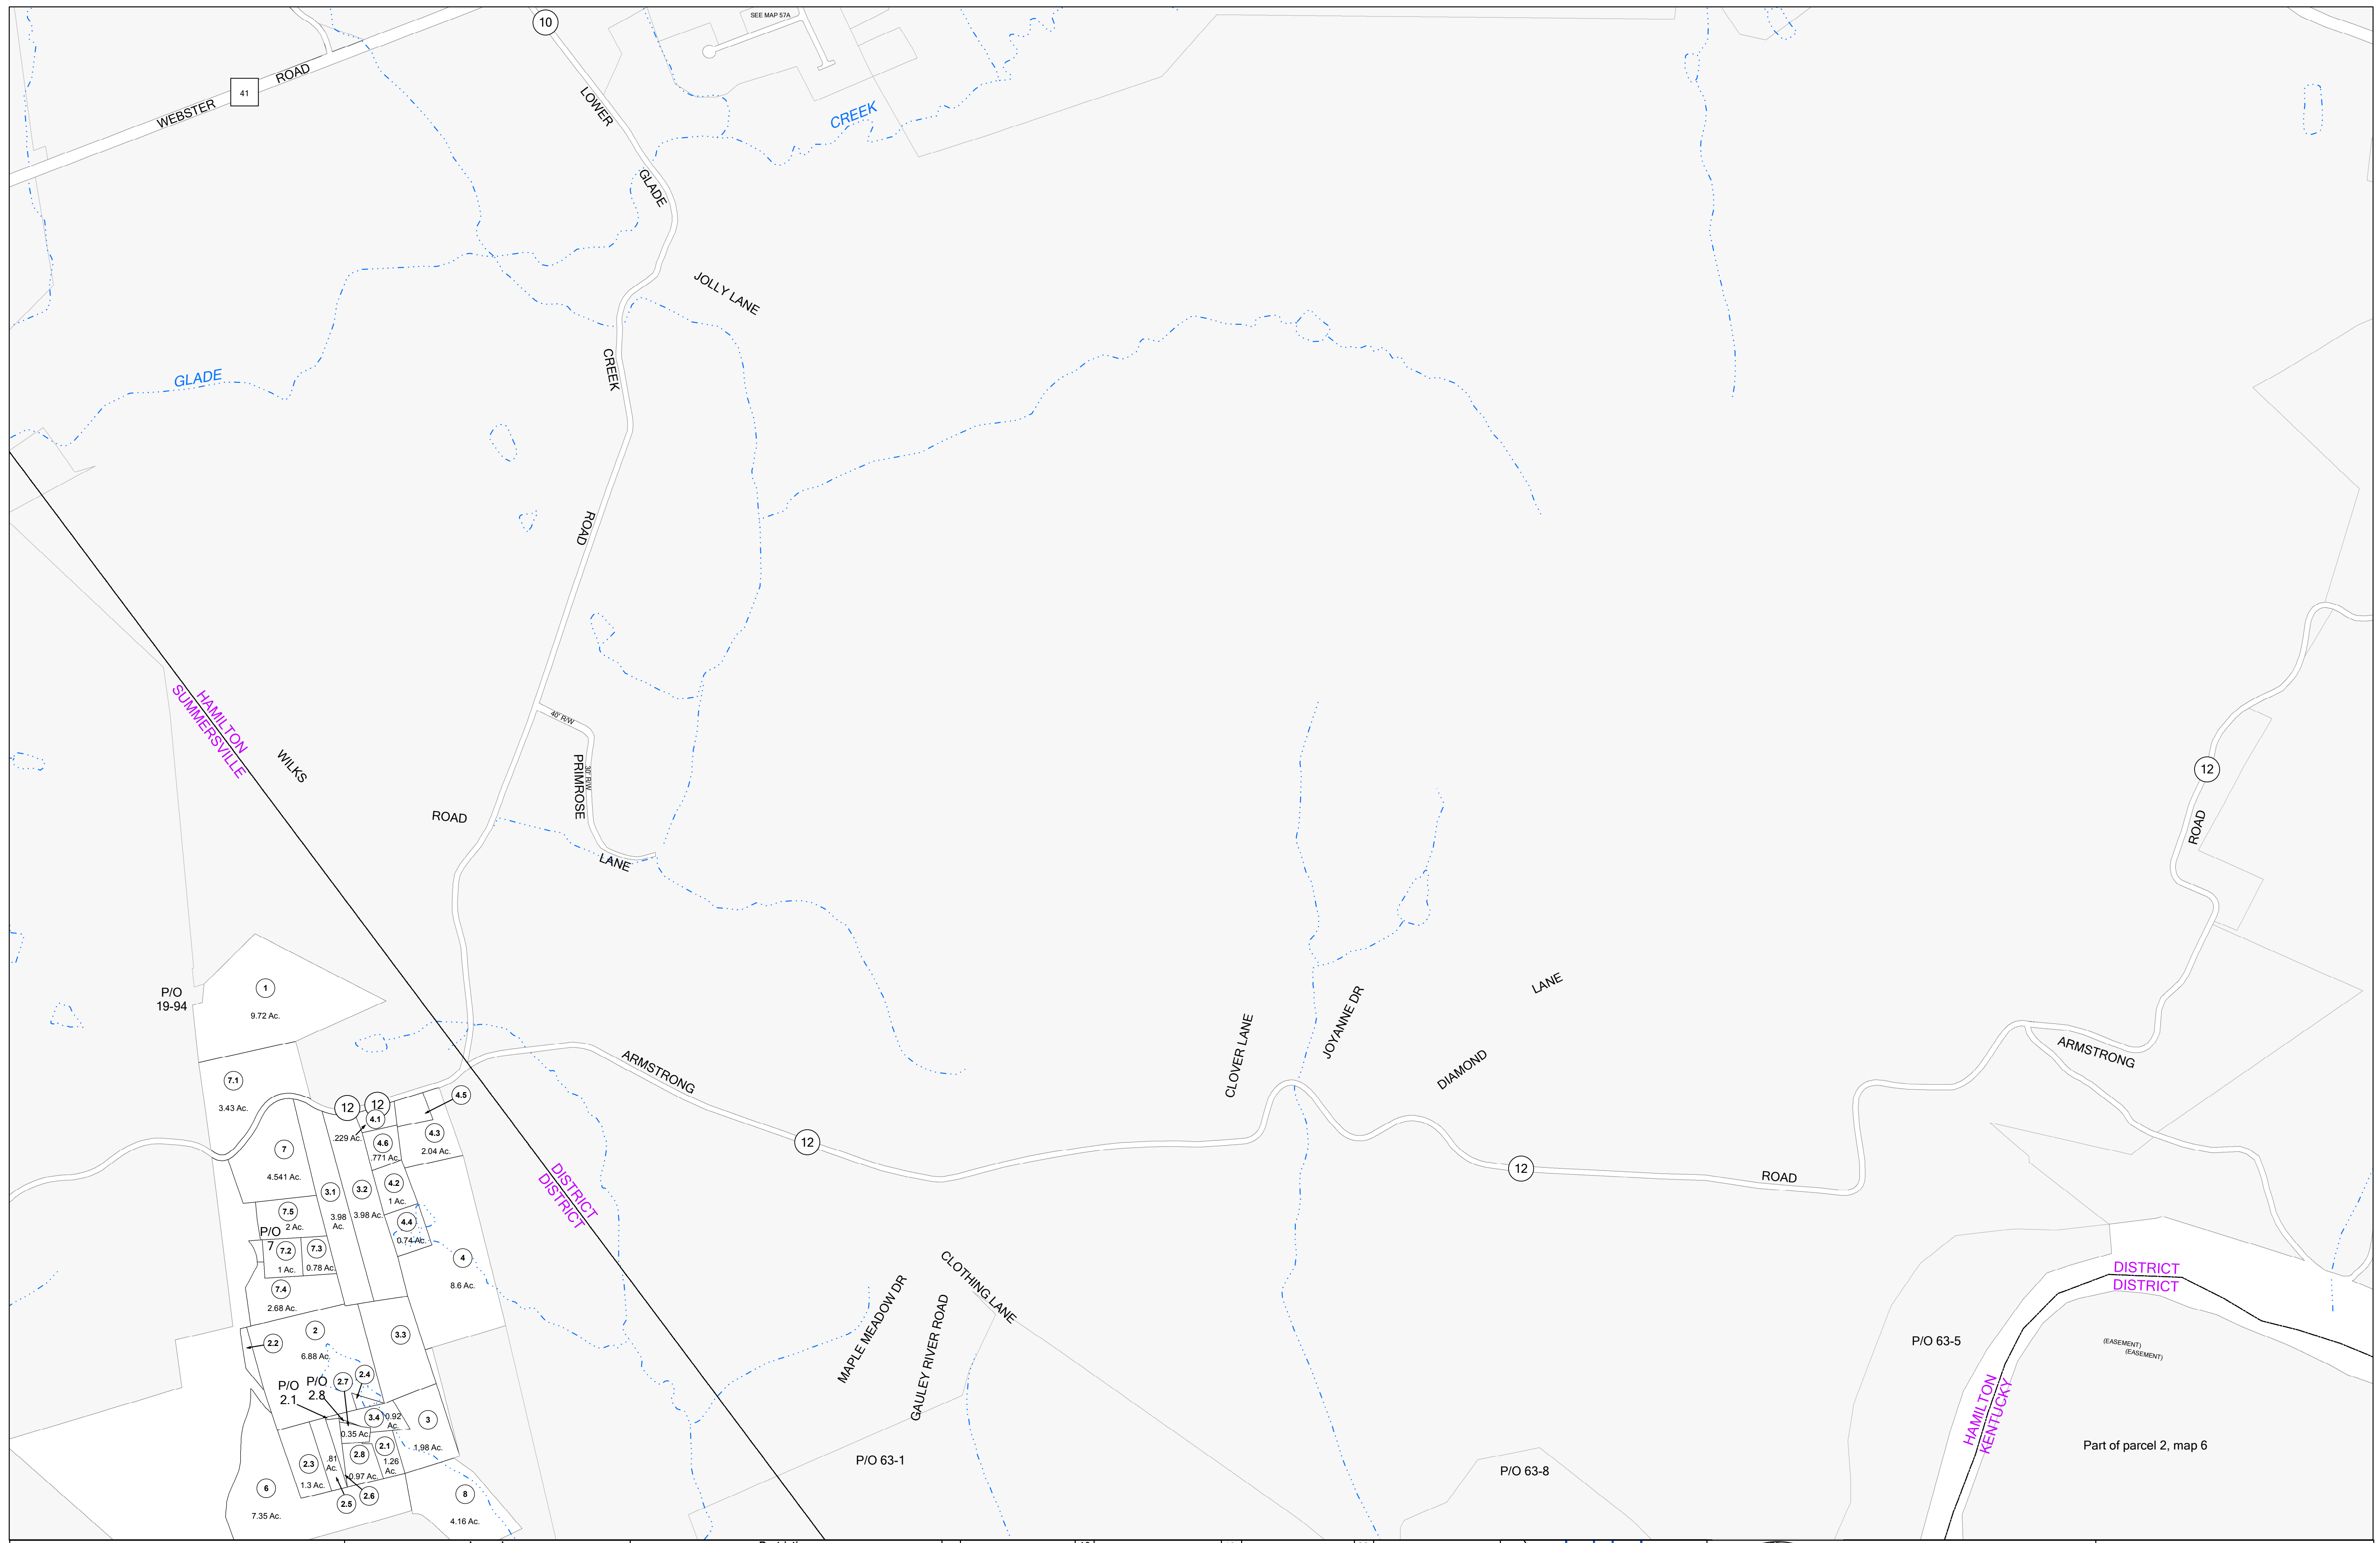 SEE MAP 57A
10
ROAD
41
WEBSTER
LOWER
CREEK
GLADE
JOLLY LANE
CREEK
GLADE
ROAD
HAMILTON
SUMMERSVILLE
WILKS
40' R/W
30' R/W
PRIMROSE
ROAD
LANE
12
ROAD
P/O
19-94
1
9.72 Ac.
CLOVER LANE
JOYANNE DR
LANE
DIAMOND
ARMSTRONG
ARMSTRONG
7.1
3.43 Ac.
12
12
4.1
4.5
.229 Ac.
4.6
.771 Ac.
4.3
2.04 Ac.
12
12
ROAD
7
4.541 Ac.
3.1
3.98
Ac.
3.2
3.98 Ac.
4.2
1 Ac.
4.4
0.74 Ac.
DISTRICT
DISTRICT
7.5
2 Ac.
P/O
7
7.2
1 Ac.
7.3
0.78 Ac.
4
8.6 Ac.
7.4
2.68 Ac.
2
6.88 Ac.
2.2
3.3
MAPLE MEADOW DR
GAULEY RIVER ROAD
CLOTHING LANE
DISTRICT
DISTRICT
P/O 63-5
(EASEMENT)
(EASEMENT)
HAMILTON
KENTUCKY
Part of parcel 2, map 6
P/O
2.1
P/O
2.8
2.7
2.4
3.4
0.92
Ac.
3
1.98 Ac.
0.35 Ac.
2.8
0.97 Ac.
2.1
1.26
Ac.
2.3
1.3 Ac.
.81
Ac.
2.5
2.6
6
7.35 Ac.
8
4.16 Ac.
P/O 63-1
P/O 63-8